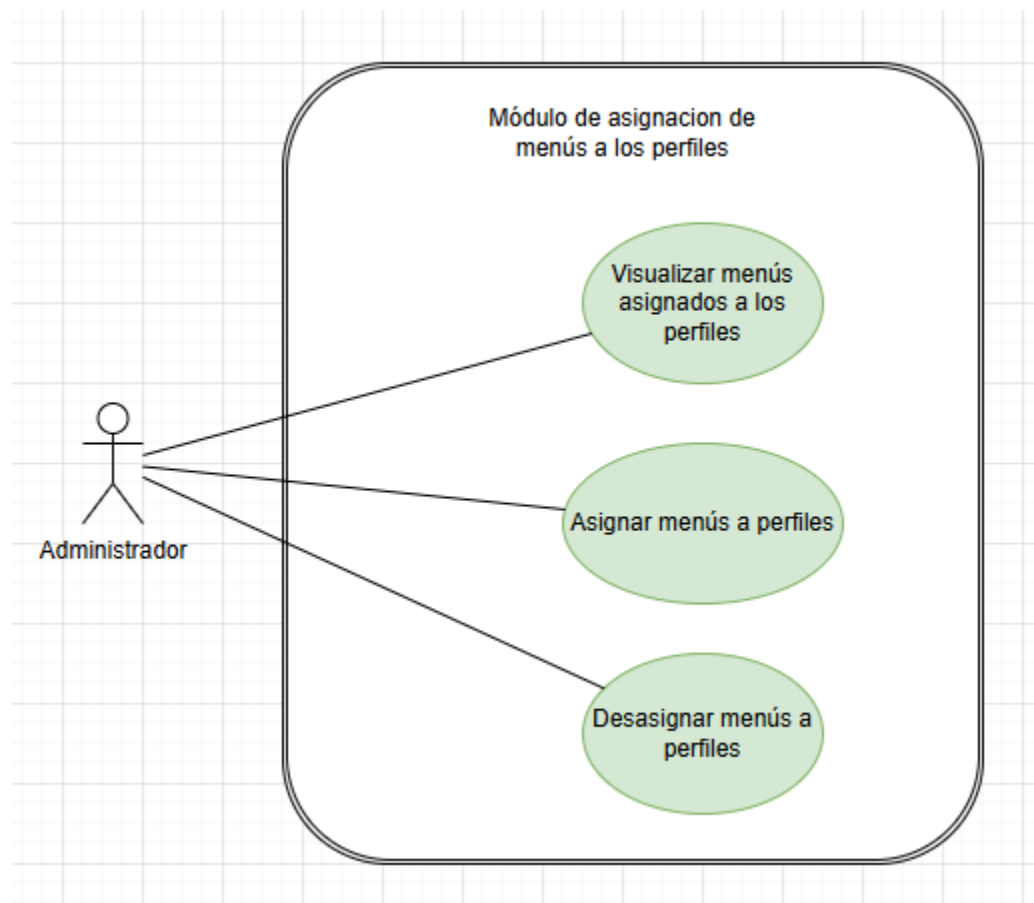 Módulo de asignacion de
menús a los perfiles
Visualizar menús
asignados a los
perfiles
Asignar menús a perfiles
Administrador
Desasignar menús a
perfiles